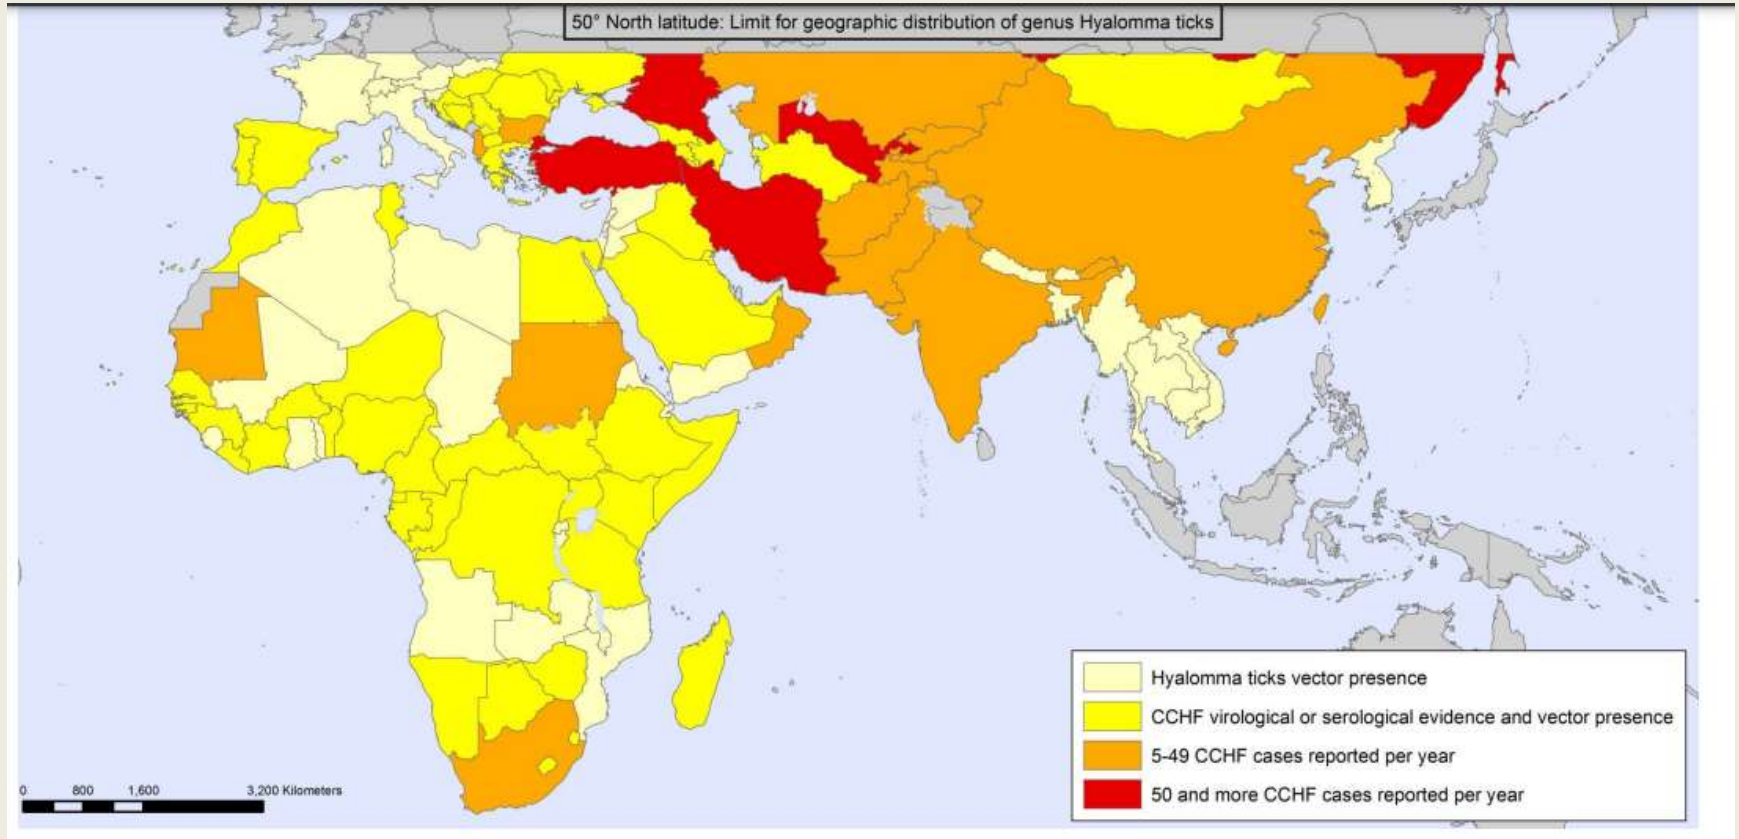 50° North latitude: Limit for geographic distribution of genus Hyalomma ticks
Hyalomma ticks vector presence
CCHF virological or serological evidence and vector presence
5-49 CCHF cases reported per year
50 and more CCHF cases reported per year
0 800 1,600 3,200 Kilometers